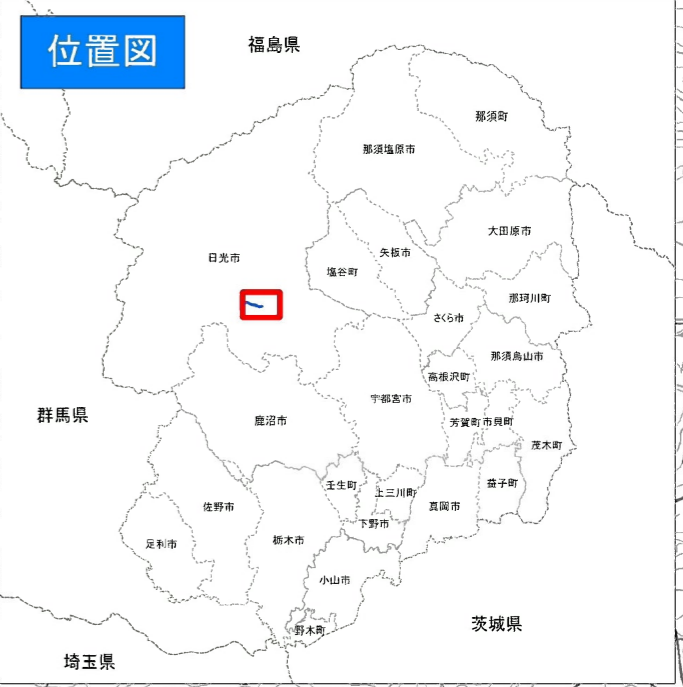 位置図
福島県
那須町
那須塩原市
大田原市
矢板市
日光市
塩谷町
那珂川町
さくら市
那須烏山市
高根沢町
宇都宮市
群馬県
鹿沼市
芳賀町
市貝町
茂木町
壬生町
上三川町
益子町
佐野市
真岡市
下野市
足利市
栃木市
小山市
茨城県
野木町
埼玉県